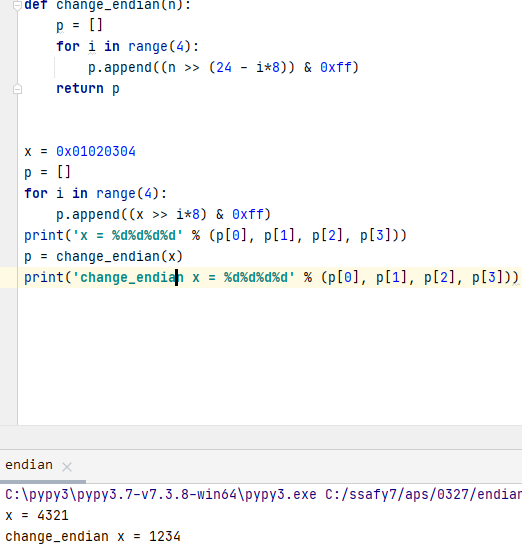 def change_endian(n):
    p = []
    for i in range(4):
        p.append((n >> (24 - i*8)) & 0xff)
    return p
x = 0x01020304
p = []
for i in range(4):
    p.append((x >> i*8) & 0xff)
print('x = %d%d%d%d' % (p[0], p[1], p[2], p[3]))
p = change_endian(x)
print('change_endian x = %d%d%d%d' % (p[0], p[1], p[2], p[3]))
endian
C:\pypy3\pypy3.7-v7.3.8-win64\pypy3.exe C:/ssafy7/aps/0327/endian
x = 4321
change_endian x = 1234